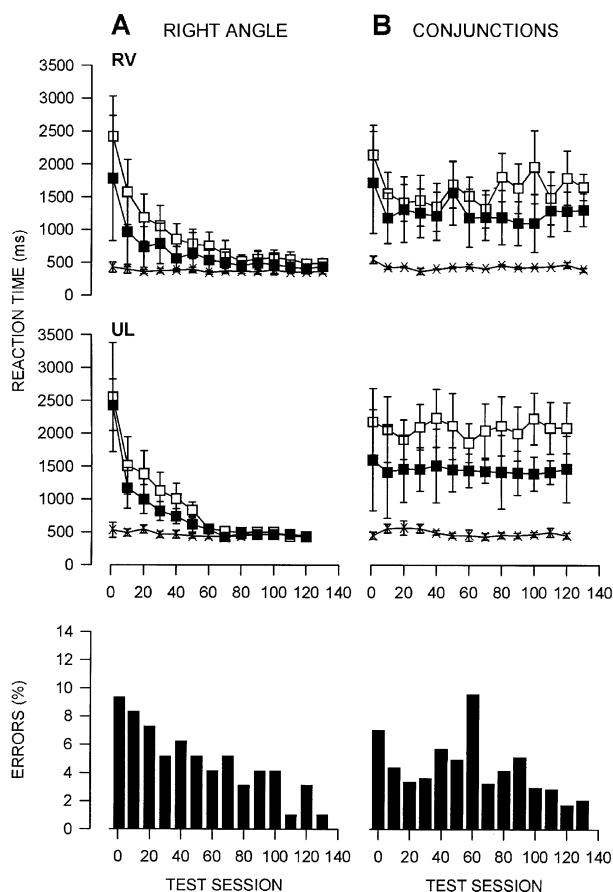 A RIGHT ANGLE
B CONJUNCTIONS
RV
3500
3000
2500
2000
1500
1000
500
0
REACTION TIME (ms)
UL
3500
3000
2500
2000
1500
1000
500
0
0 20 40 60 80 100 120 140
0 20 40 60 80 100 120 140
14
12
10
8
6
4
2
0
ERRORS (%)
0 20 40 60 80 100 120 140
0 20 40 60 80 100 120 140
TEST SESSION
TEST SESSION